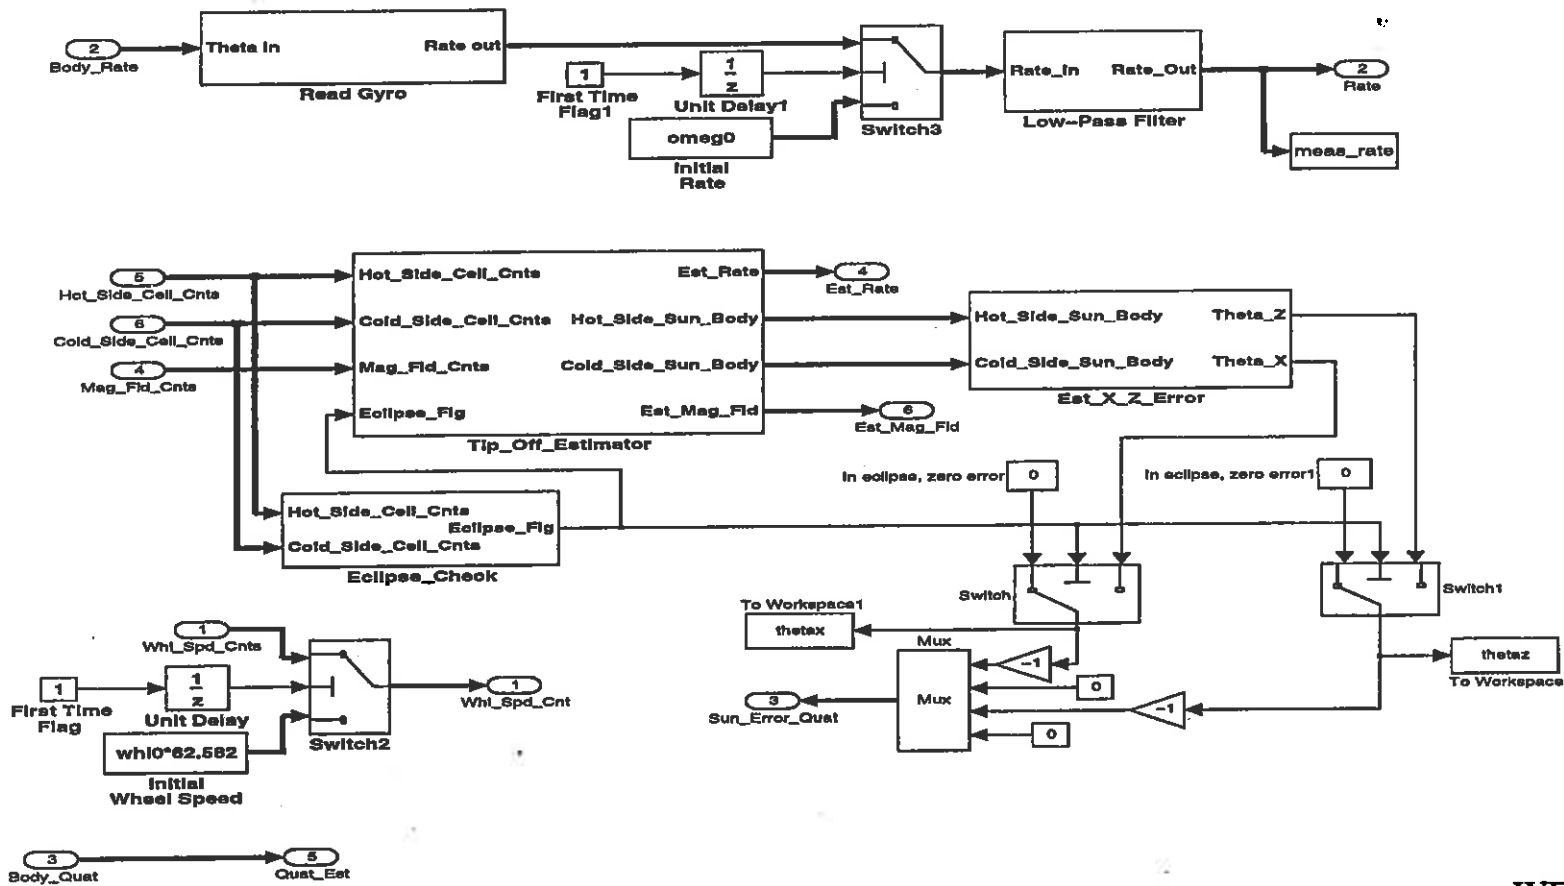 2
Body_Rate
Theta In
Rate out
Read Gyro
1
First Time
Flag1
1
z
Unit Delay1
omeg0
Initial
Rate
Switch3
Rate_In
Rate_Out
Low-Pass Filter
2
Rate
meas_rate
5
Hot_Side_Cell_Cnts
6
Cold_Side_Cell_Cnts
4
Mag_Fld_Cnts
Hot_Side_Cell_Cnts
Cold_Side_Cell_Cnts
Mag_Fld_Cnts
Eclipse_Flg
Est_Rate
Hot_Side_Sun_Body
Cold_Side_Sun_Body
Est_Mag_Fld
Tip_Off_Estimator
4
Est_Rate
6
Est_Mag_Fld
Hot_Side_Sun_Body
Cold_Side_Sun_Body
Theta_Z
Theta_X
Est_X_Z_Error
In eclipse, zero error
0
In eclipse, zero error1
0
Hot_Side_Cell_Cnts
Eclipse_Flg
Cold_Side_Cell_Cnts
Eclipse_Check
Switch
Switch1
To Workspace1
thetax
Mux
-1
0
Mux
-1
0
3
Sun_Error_Quat
thetaz
To Workspace
1
Whl_Spd_Cnts
1
First Time
Flag
1
z
Unit Delay
whl0*62.582
Initial
Wheel Speed
Switch2
1
Whl_Spd_Cnt
3
Body_Quat
5
Quat_Est